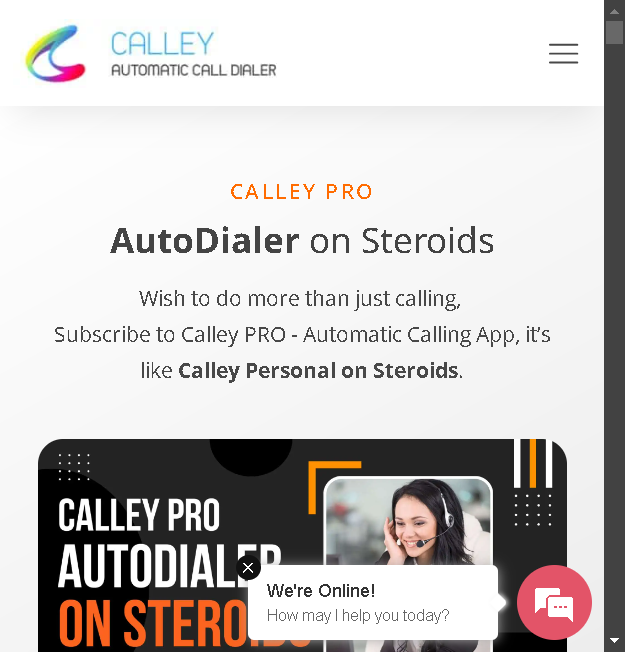 CALLEY
AUTOMATIC CALL DIALER
CALLEY PRO
AutoDialer on Steroids
Wish to do more than just calling,
Subscribe to Calley PRO - Automatic Calling App, it's
like Calley Personal on Steroids.
CALLEY PRO
AUTODIALER
ON STEROIDS
We're Online!
How may I help you today?